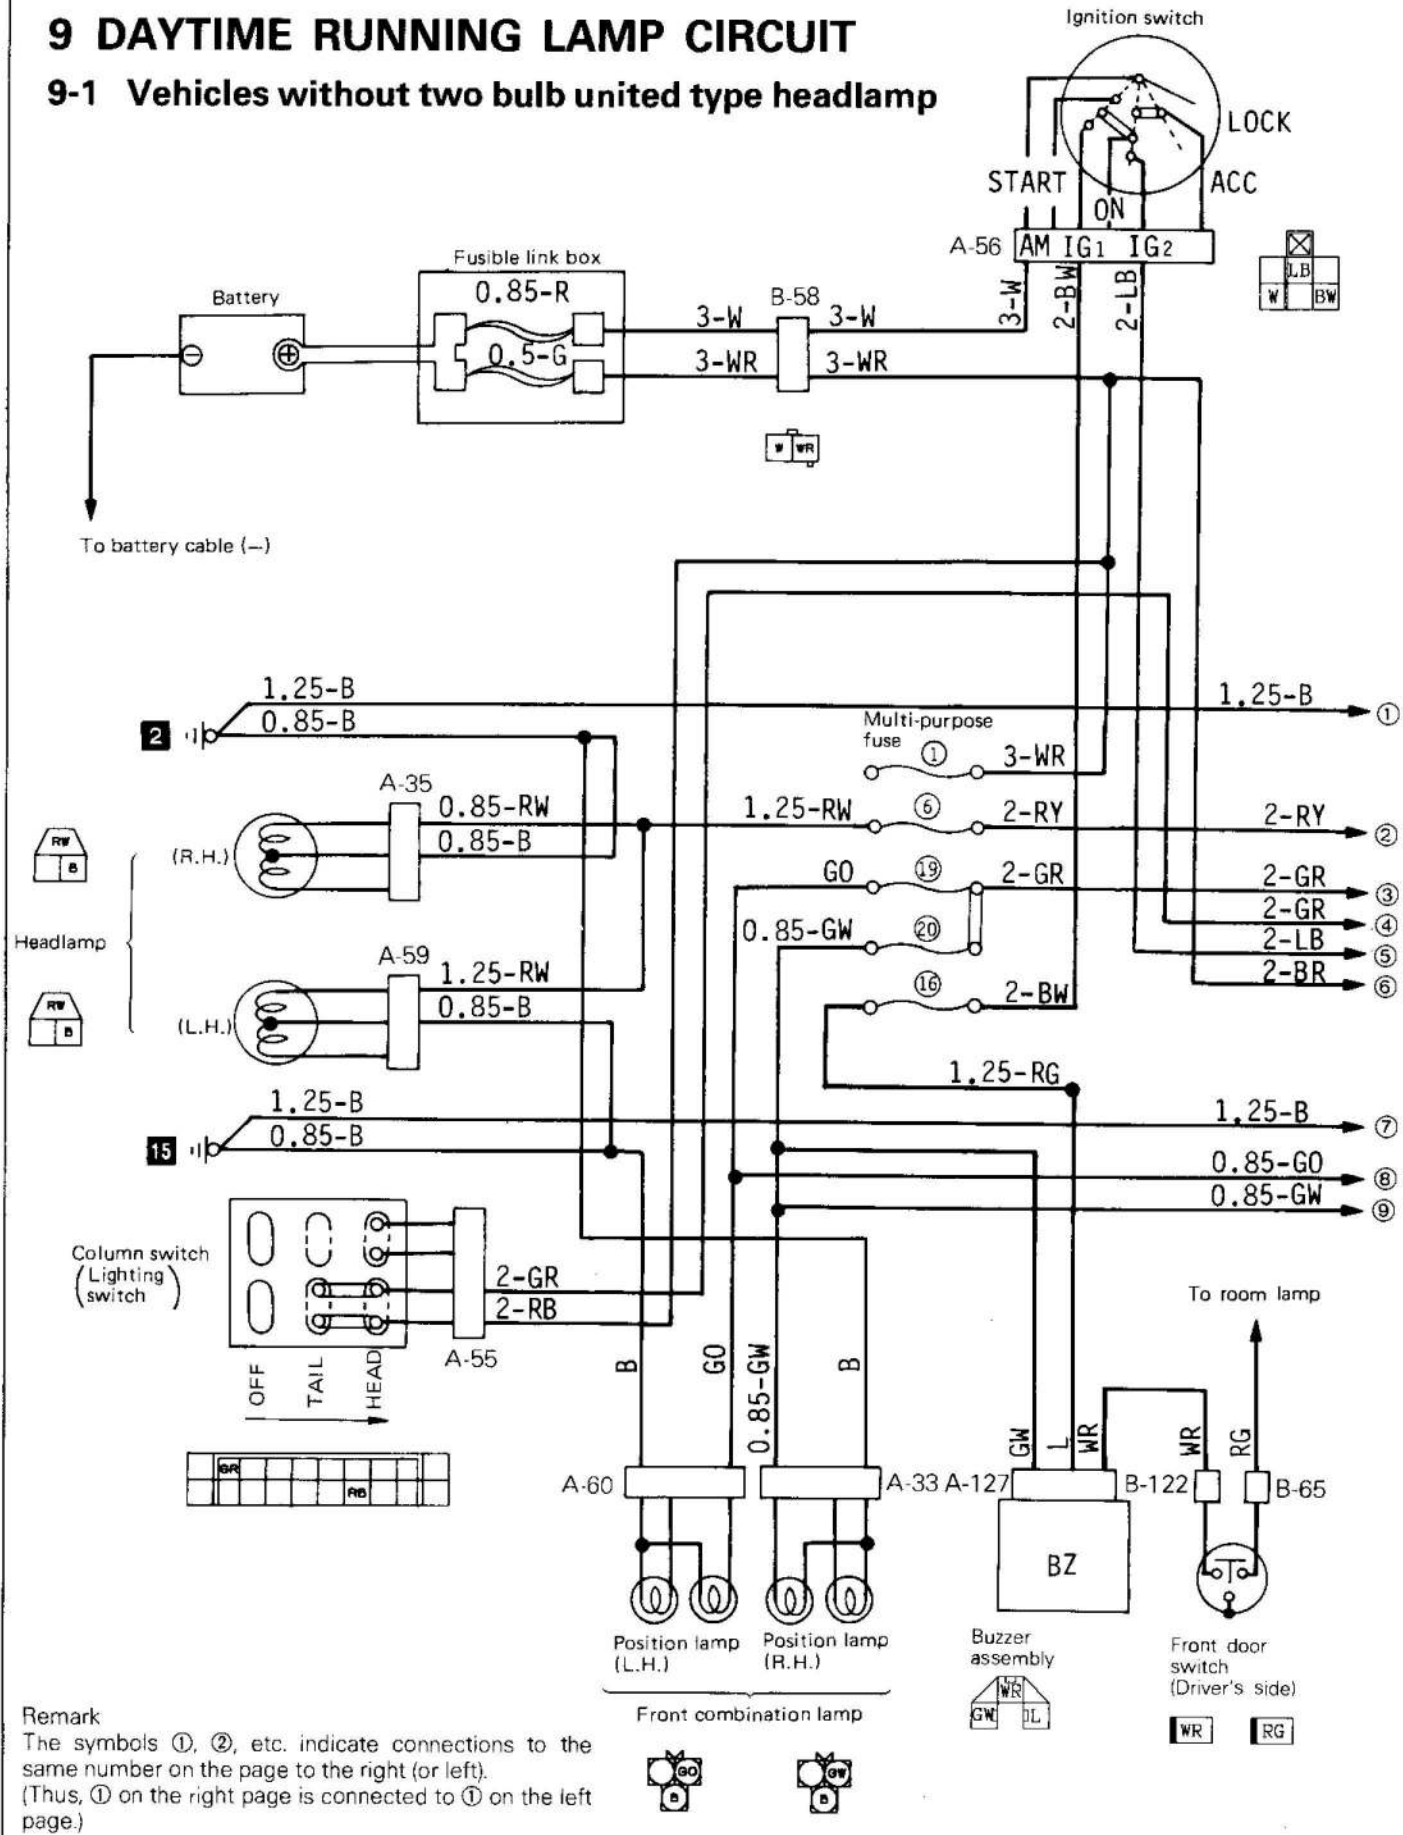 9 DAYTIME RUNNING LAMP CIRCUIT
9-1 Vehicles without two bulb united type headlamp
Ignition switch
LOCK
START
ACC
ON
A-56
AM IG1 IG2
LB
W BW
3-W
2-BW
2-LB
Fusible link box
0.85-R
0.5-G
Battery
⊖ ⊕
B-58
3-W 3-W
3-WR 3-WR
W WR
To battery cable (−)
1.25-B
1.25-B
①
2
0.85-B
Multi-purpose
fuse
① 3-WR
A-35
0.85-RW
1.25-RW
⑥
2-RY
2-RY
②
0.85-B
RW
B
(R.H.)
GO
⑲
2-GR
2-GR
③
2-GR
④
Headlamp
0.85-GW
⑳
2-LB
⑤
A-59
1.25-RW
2-BR
⑥
⑯
2-BW
0.85-B
RW
B
(L.H.)
1.25-RG
1.25-B
1.25-B
⑦
15
0.85-B
0.85-GO
⑧
0.85-GW
⑨
Column switch
(Lighting
switch)
2-GR
2-RB
A-55
OFF
TAIL
HEAD
GR
RB
To room lamp
B
GO
0.85-GW
B
GW
L
WR
WR
RG
A-60
A-33
A-127
B-122
B-65
BZ
Position lamp
(L.H.)
Position lamp
(R.H.)
Front combination lamp
GO
B
GW
B
Buzzer
assembly
WR
GW L
Front door
switch
(Driver's side)
WR RG
Remark
The symbols ①, ②, etc. indicate connections to the
same number on the page to the right (or left).
(Thus, ① on the right page is connected to ① on the left
page.)